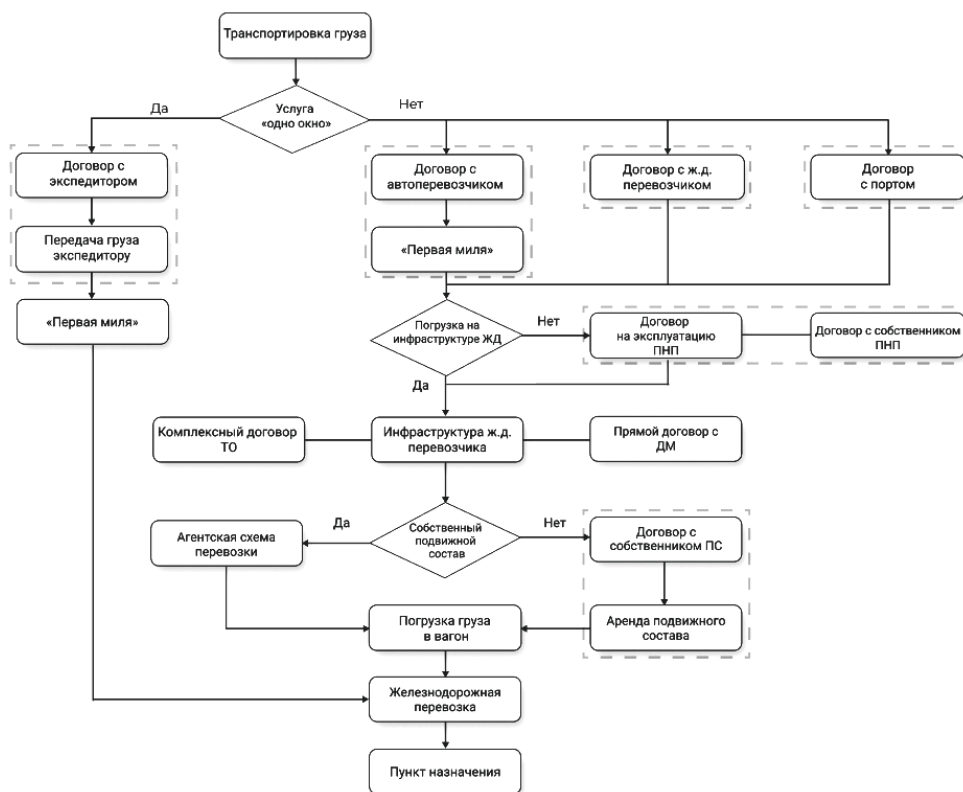 Транспортировка груза
Да
Услуга
«одно окно»
Нет
Договор с
экспедитором
Договор с
автоперевозчиком
Договор с ж.д.
перевозчиком
Договор
с портом
Передача груза
экспедитору
«Первая миля»
«Первая миля»
Погрузка на
инфраструктуре ЖД
Нет
Договор
на эксплуатацию
ПНП
Договор с собственником
ПНП
Да
Комплексный договор
ТО
Инфраструктура ж.д.
перевозчика
Прямой договор с
ДМ
Агентская схема
перевозки
Да
Собственный
подвижной
состав
Нет
Договор с
собственником ПС
Погрузка груза
в вагон
Аренда подвижного
состава
Железнодорожная
перевозка
Пункт назначения